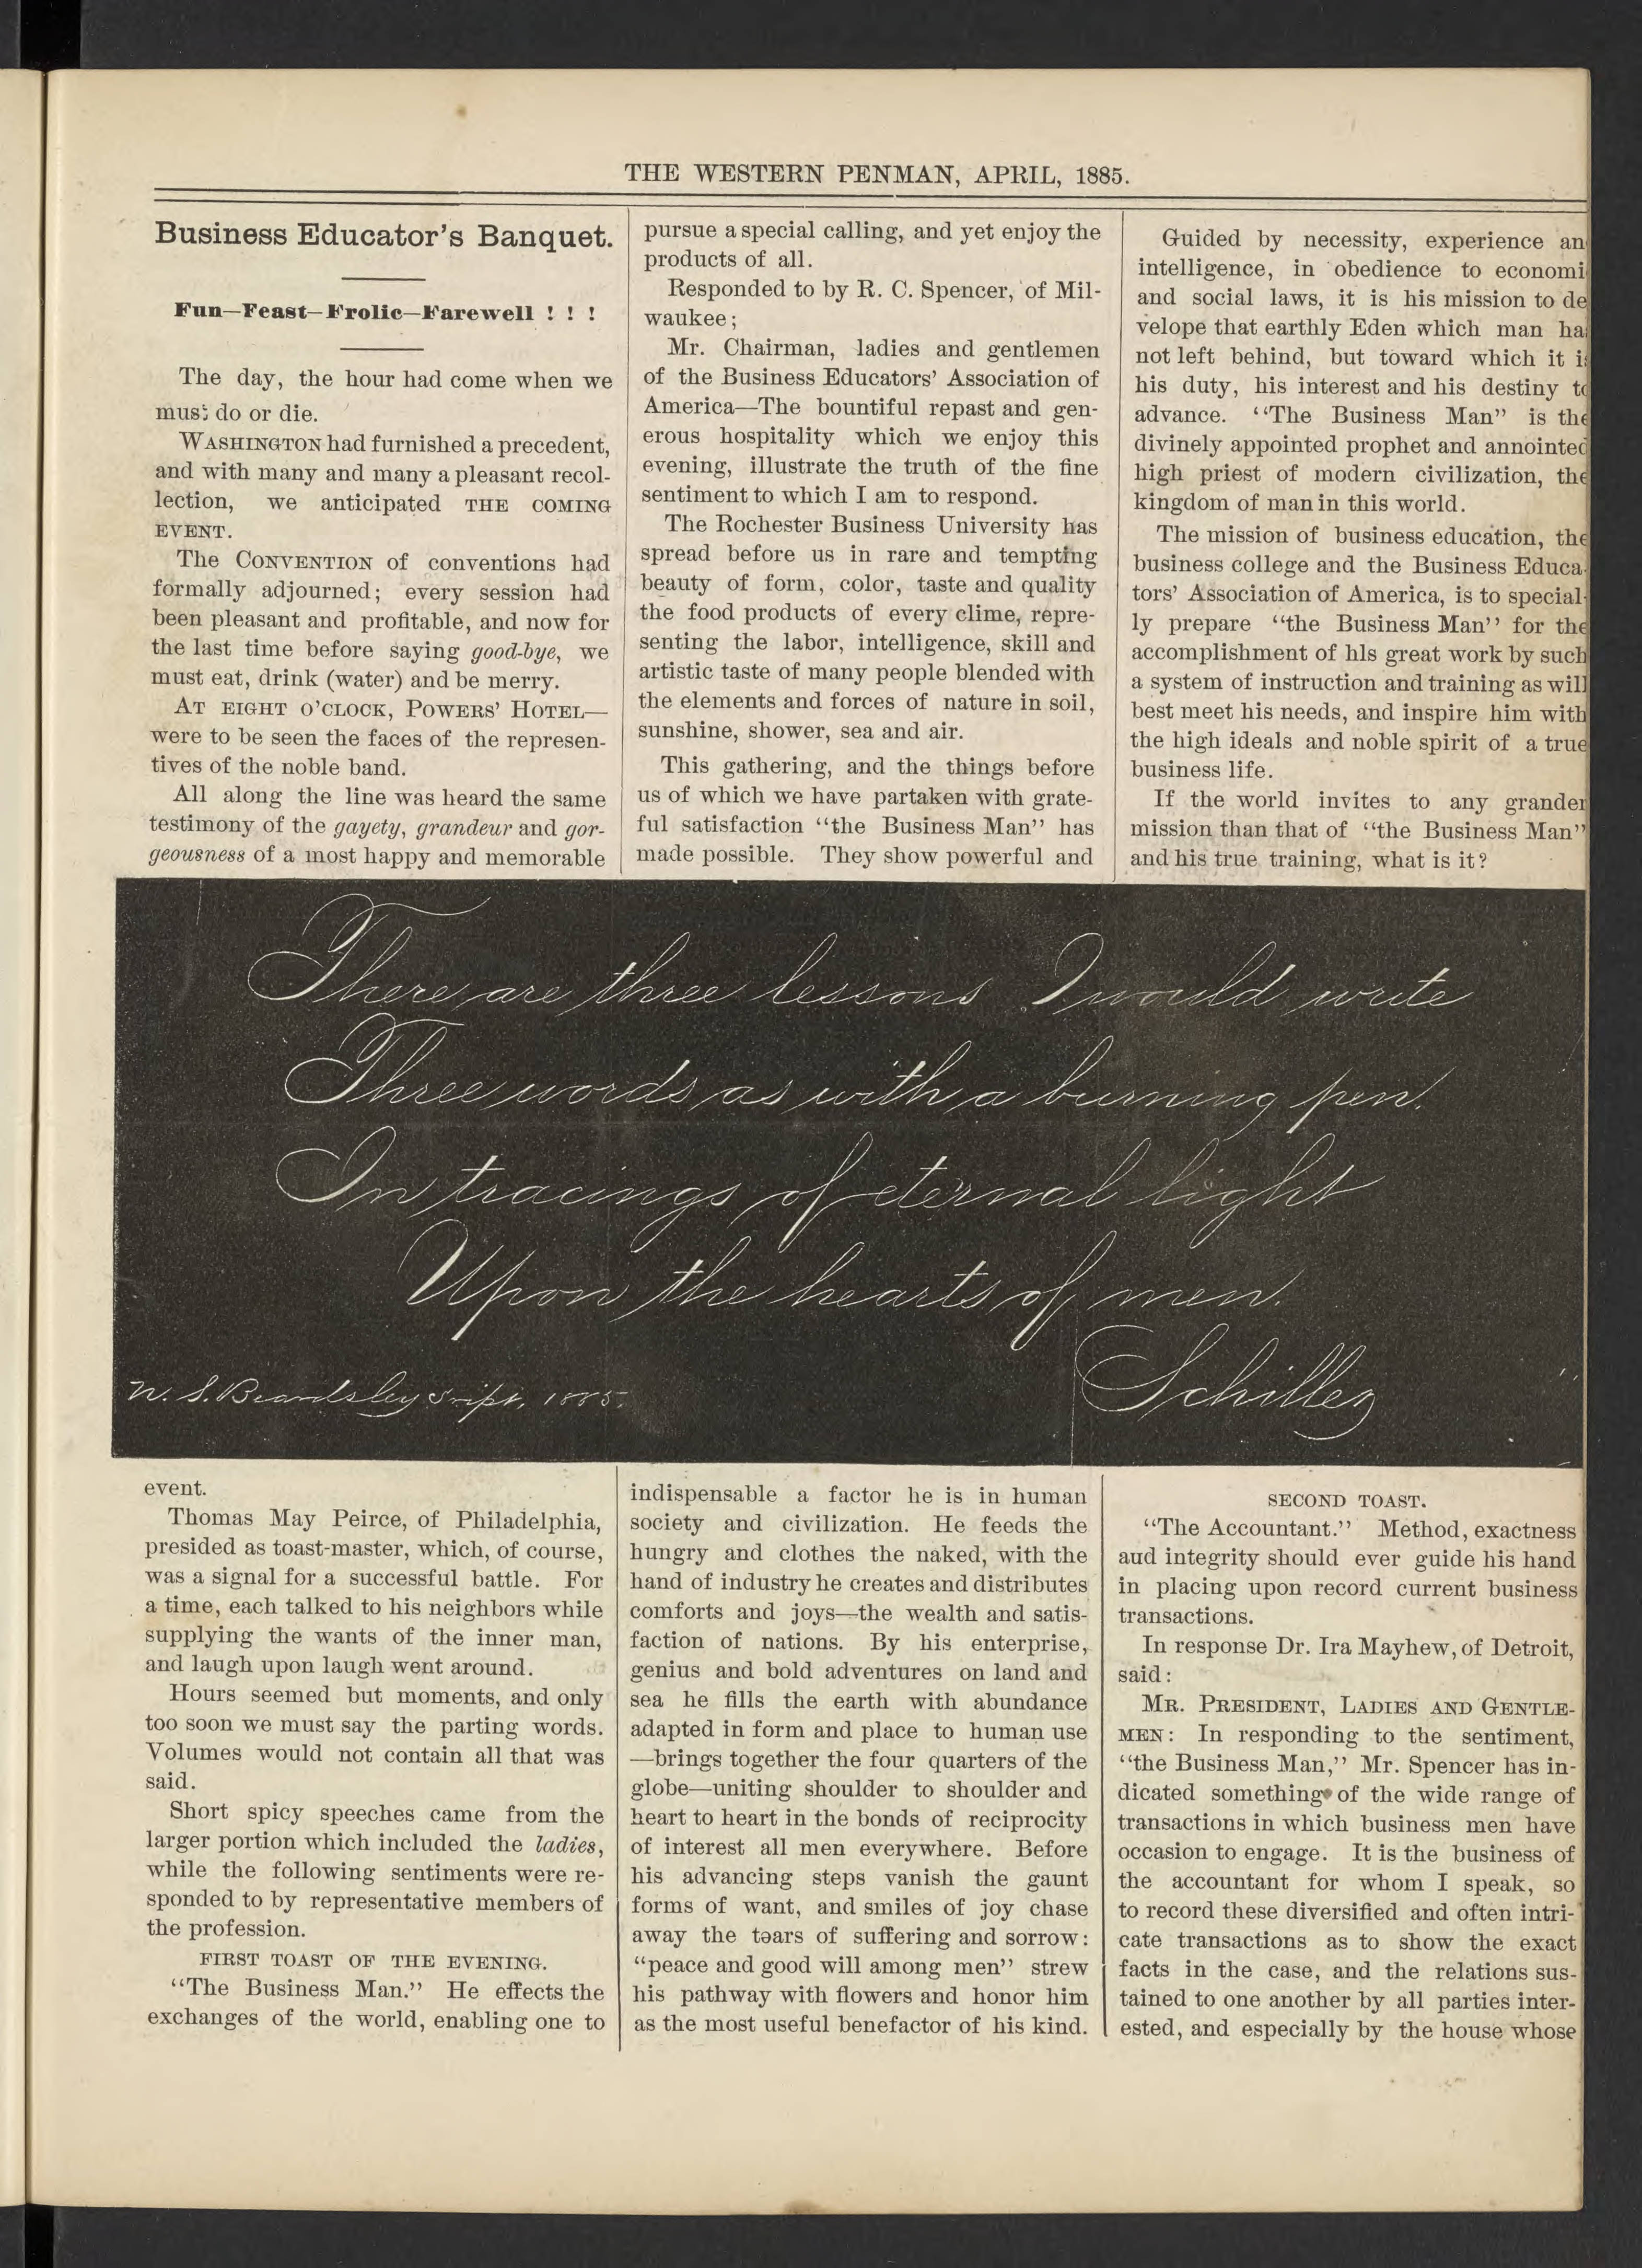 THE WESTERN PENMAN, APRIL, 1885.
Business Educator's Banquet.
Fun—Feast—Frolic—Farewell ! ! !
The day, the hour had come when we
must do or die.
WASHINGTON had furnished a precedent,
and with many and many a pleasant recol-
lection, we anticipated THE COMING
EVENT.
The CONVENTION of conventions had
formally adjourned; every session had
been pleasant and profitable, and now for
the last time before saying good-bye, we
must eat, drink (water) and be merry.
AT EIGHT O'CLOCK, POWERS' HOTEL—
were to be seen the faces of the represen-
tives of the noble band.
All along the line was heard the same
testimony of the gayety, grandeur and gor-
geousness of a most happy and memorable
event.
Thomas May Peirce, of Philadelphia,
presided as toast-master, which, of course,
was a signal for a successful battle. For
a time, each talked to his neighbors while
supplying the wants of the inner man,
and laugh upon laugh went around.
Hours seemed but moments, and only
too soon we must say the parting words.
Volumes would not contain all that was
said.
Short spicy speeches came from the
larger portion which included the ladies,
while the following sentiments were re-
sponded to by representative members of
the profession.
FIRST TOAST OF THE EVENING.
"The Business Man." He effects the
exchanges of the world, enabling one to
pursue a special calling, and yet enjoy the
products of all.
Responded to by R. C. Spencer, of Mil-
waukee;
Mr. Chairman, ladies and gentlemen
of the Business Educators' Association of
America—The bountiful repast and gen-
erous hospitality which we enjoy this
evening, illustrate the truth of the fine
sentiment to which I am to respond.
The Rochester Business University has
spread before us in rare and tempting
beauty of form, color, taste and quality
the food products of every clime, repre-
senting the labor, intelligence, skill and
artistic taste of many people blended with
the elements and forces of nature in soil,
sunshine, shower, sea and air.
This gathering, and the things before
us of which we have partaken with grate-
ful satisfaction "the Business Man" has
made possible. They show powerful and
indispensable a factor he is in human
society and civilization. He feeds the
hungry and clothes the naked, with the
hand of industry he creates and distributes
comforts and joys—the wealth and satis-
faction of nations. By his enterprise,
genius and bold adventures on land and
sea he fills the earth with abundance
adapted in form and place to human use
—brings together the four quarters of the
globe—uniting shoulder to shoulder and
heart to heart in the bonds of reciprocity
of interest all men everywhere. Before
his advancing steps vanish the gaunt
forms of want, and smiles of joy chase
away the tears of suffering and sorrow:
"peace and good will among men" strew
his pathway with flowers and honor him
as the most useful benefactor of his kind.
Guided by necessity, experience an
intelligence, in obedience to economi
and social laws, it is his mission to de
velope that earthly Eden which man ha
not left behind, but toward which it i
his duty, his interest and his destiny to
advance. "The Business Man" is the
divinely appointed prophet and annointed
high priest of modern civilization, the
kingdom of man in this world.
The mission of business education, the
business college and the Business Educa-
tors' Association of America, is to special-
ly prepare "the Business Man" for the
accomplishment of hls great work by such
a system of instruction and training as will
best meet his needs, and inspire him with
the high ideals and noble spirit of a true
business life.
If the world invites to any grander
mission than that of "the Business Man"
and his true training, what is it?
SECOND TOAST.
"The Accountant." Method, exactness
aud integrity should ever guide his hand
in placing upon record current business
transactions.
In response Dr. Ira Mayhew, of Detroit,
said:
MR. PRESIDENT, LADIES AND GENTLE-
MEN: In responding to the sentiment,
"the Business Man," Mr. Spencer has in-
dicated something of the wide range of
transactions in which business men have
occasion to engage. It is the business of
the accountant for whom I speak, so
to record these diversified and often intri-
cate transactions as to show the exact
facts in the case, and the relations sus-
tained to one another by all parties inter-
ested, and especially by the house whose
There are three lessons I would write
Three words as with a burning pen.
In tracings of eternal light
Upon the hearts of men.
Schiller
W. S. Beardsley Script, 1885.